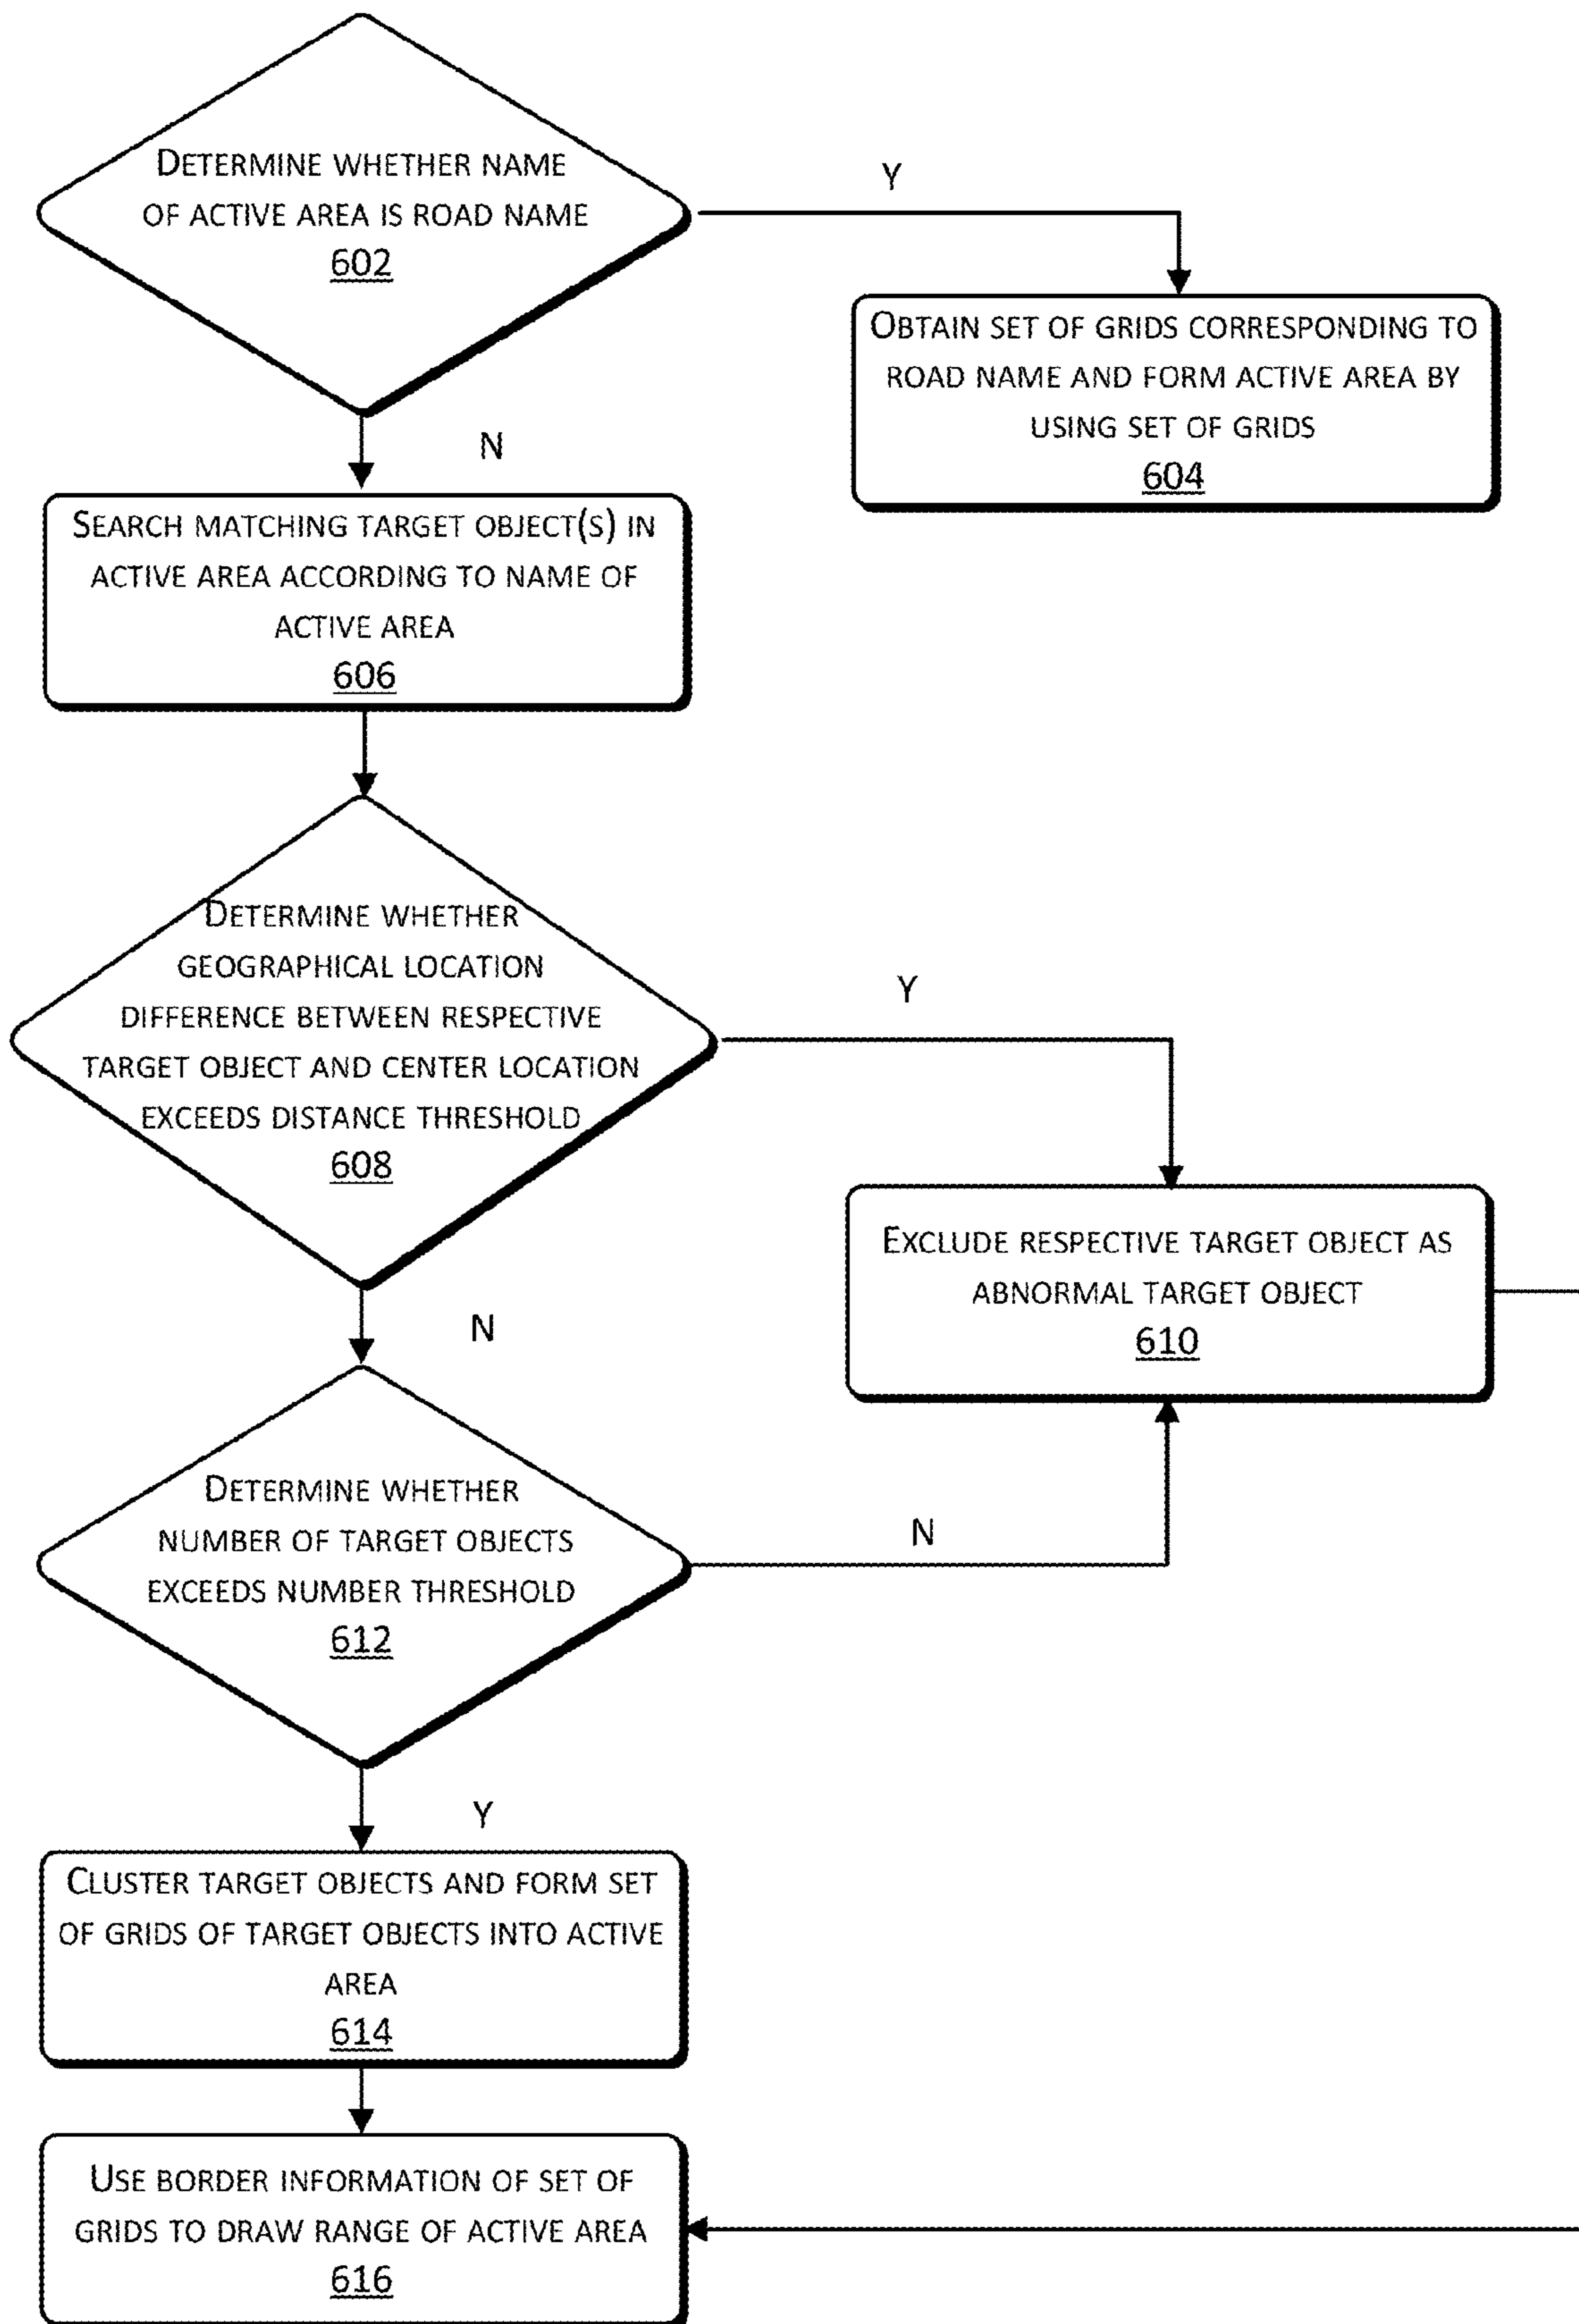 DETERMINE WHETHER NAME
OF ACTIVE AREA IS ROAD NAME
602
Y
OBTAIN SET OF GRIDS CORRESPONDING TO
ROAD NAME AND FORM ACTIVE AREA BY
USING SET OF GRIDS
604
N
SEARCH MATCHING TARGET OBJECT(S) IN
ACTIVE AREA ACCORDING TO NAME OF
ACTIVE AREA
606
DETERMINE WHETHER
GEOGRAPHICAL LOCATION
DIFFERENCE BETWEEN RESPECTIVE
TARGET OBJECT AND CENTER LOCATION
EXCEEDS DISTANCE THRESHOLD
608
Y
EXCLUDE RESPECTIVE TARGET OBJECT AS
ABNORMAL TARGET OBJECT
610
N
DETERMINE WHETHER
NUMBER OF TARGET OBJECTS
EXCEEDS NUMBER THRESHOLD
612
N
Y
CLUSTER TARGET OBJECTS AND FORM SET
OF GRIDS OF TARGET OBJECTS INTO ACTIVE
AREA
614
USE BORDER INFORMATION OF SET OF
GRIDS TO DRAW RANGE OF ACTIVE AREA
616